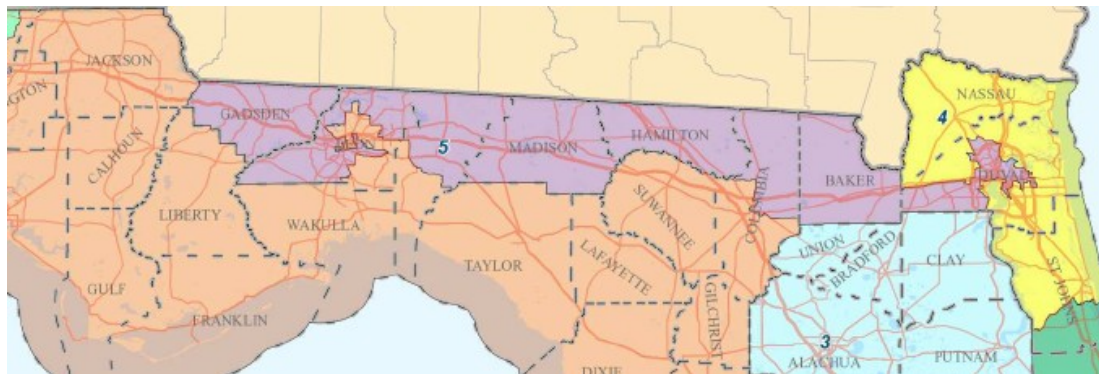 JACKSON
NGTON
GADSDEN
CALHOUN
LIBERTY
WAKULLA
GULF
FRANKLIN
5
MADISON
HAMILTON
TAYLOR
LAFAYETTE
SUWANNEE
COLUMBIA
GILCHRIST
DIXIE
BAKER
4
NASSAU
DUVAL
UNION
BRADFORD
CLAY
ST JOHNS
3
ALACHUA
PUTNAM